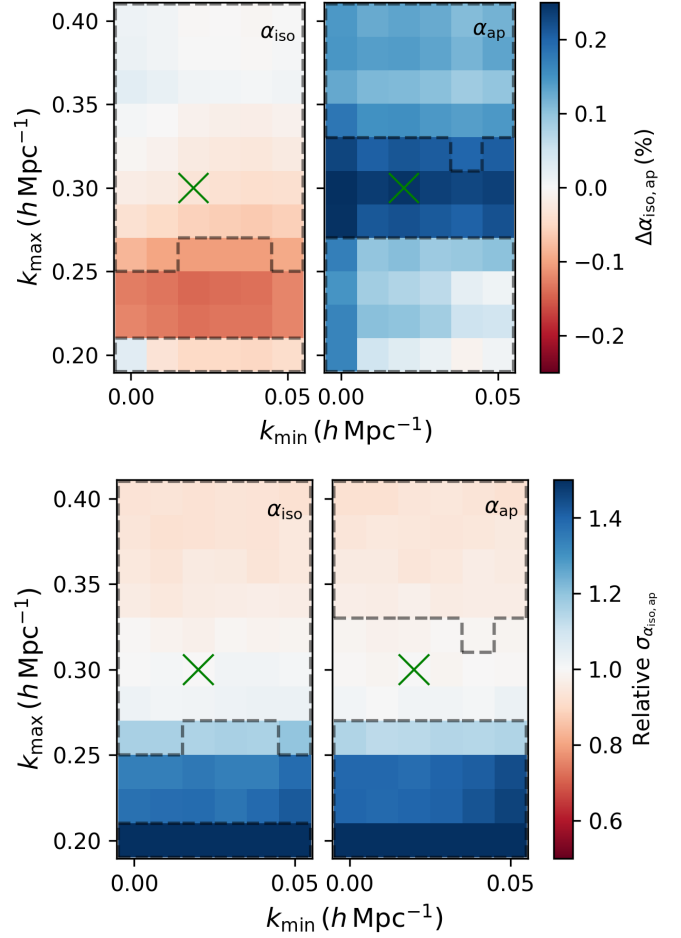 α_iso
α_ap
0.40
0.35
0.30
0.25
0.20
k_max (h Mpc⁻¹)
0.00
0.05
0.00
0.05
k_min (h Mpc⁻¹)
0.2
0.1
0.0
−0.1
−0.2
Δα_iso, ap (%)
α_iso
α_ap
0.40
0.35
0.30
0.25
0.20
k_max (h Mpc⁻¹)
0.00
0.05
0.00
0.05
k_min (h Mpc⁻¹)
1.4
1.2
1.0
0.8
0.6
Relative σ_α_iso, ap